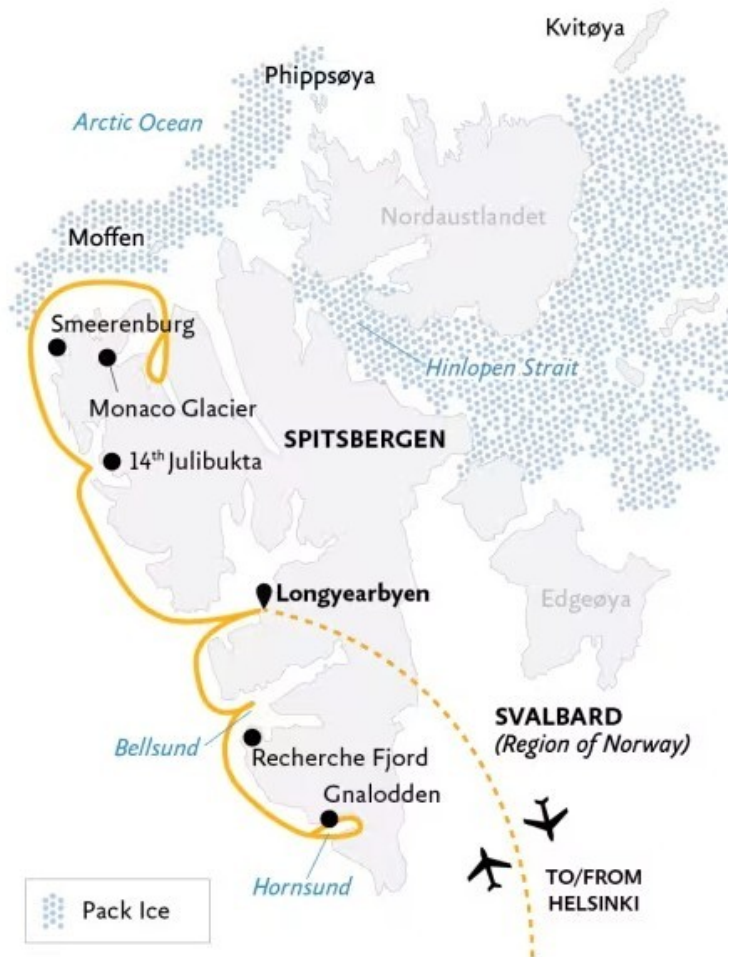 Kvitøya
Phippsøya
Arctic Ocean
Nordaustlandet
Moffen
Smeerenburg
Hinlopen Strait
Monaco Glacier
SPITSBERGEN
14th Julibukta
Longyearbyen
Edgeøya
SVALBARD
(Region of Norway)
Bellsund
Recherche Fjord
Gnalodden
TO/FROM
HELSINKI
Hornsund
Pack Ice